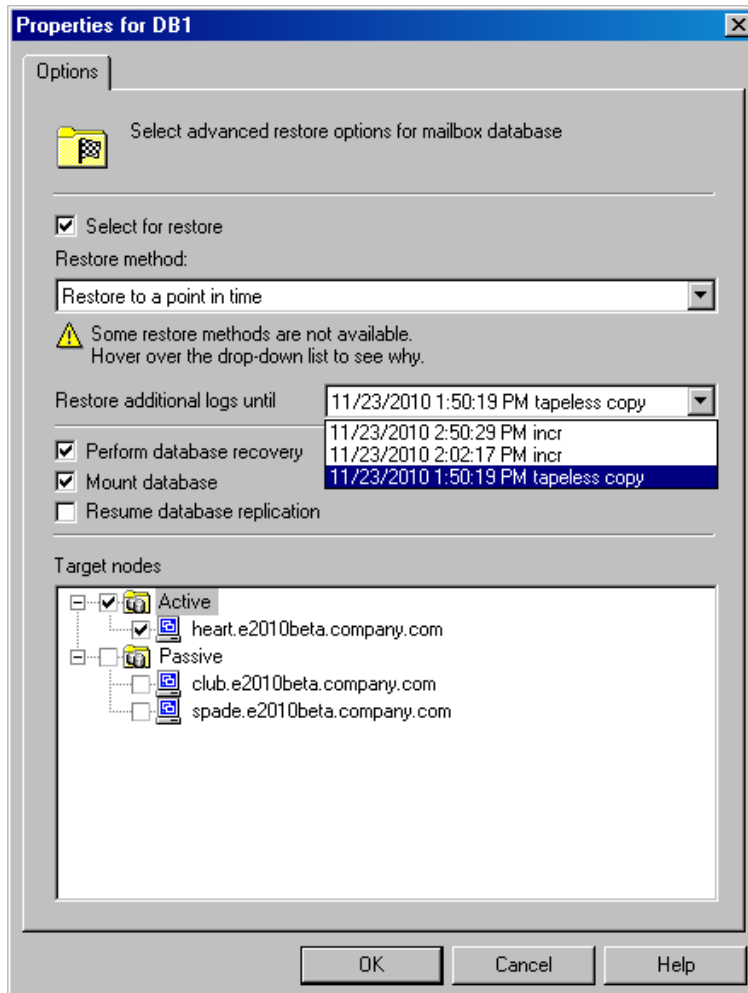 Properties for DB1
Options
Select advanced restore options for mailbox database
Select for restore
Restore method:
Restore to a point in time
Some restore methods are not available.
Hover over the drop-down list to see why.
Restore additional logs until
11/23/2010 1:50:19 PM tapeless copy
11/23/2010 2:50:29 PM incr
11/23/2010 2:02:17 PM incr
11/23/2010 1:50:19 PM tapeless copy
Perform database recovery
Mount database
Resume database replication
Target nodes
Active
heart.e2010beta.company.com
Passive
club.e2010beta.company.com
spade.e2010beta.company.com
OK
Cancel
Help